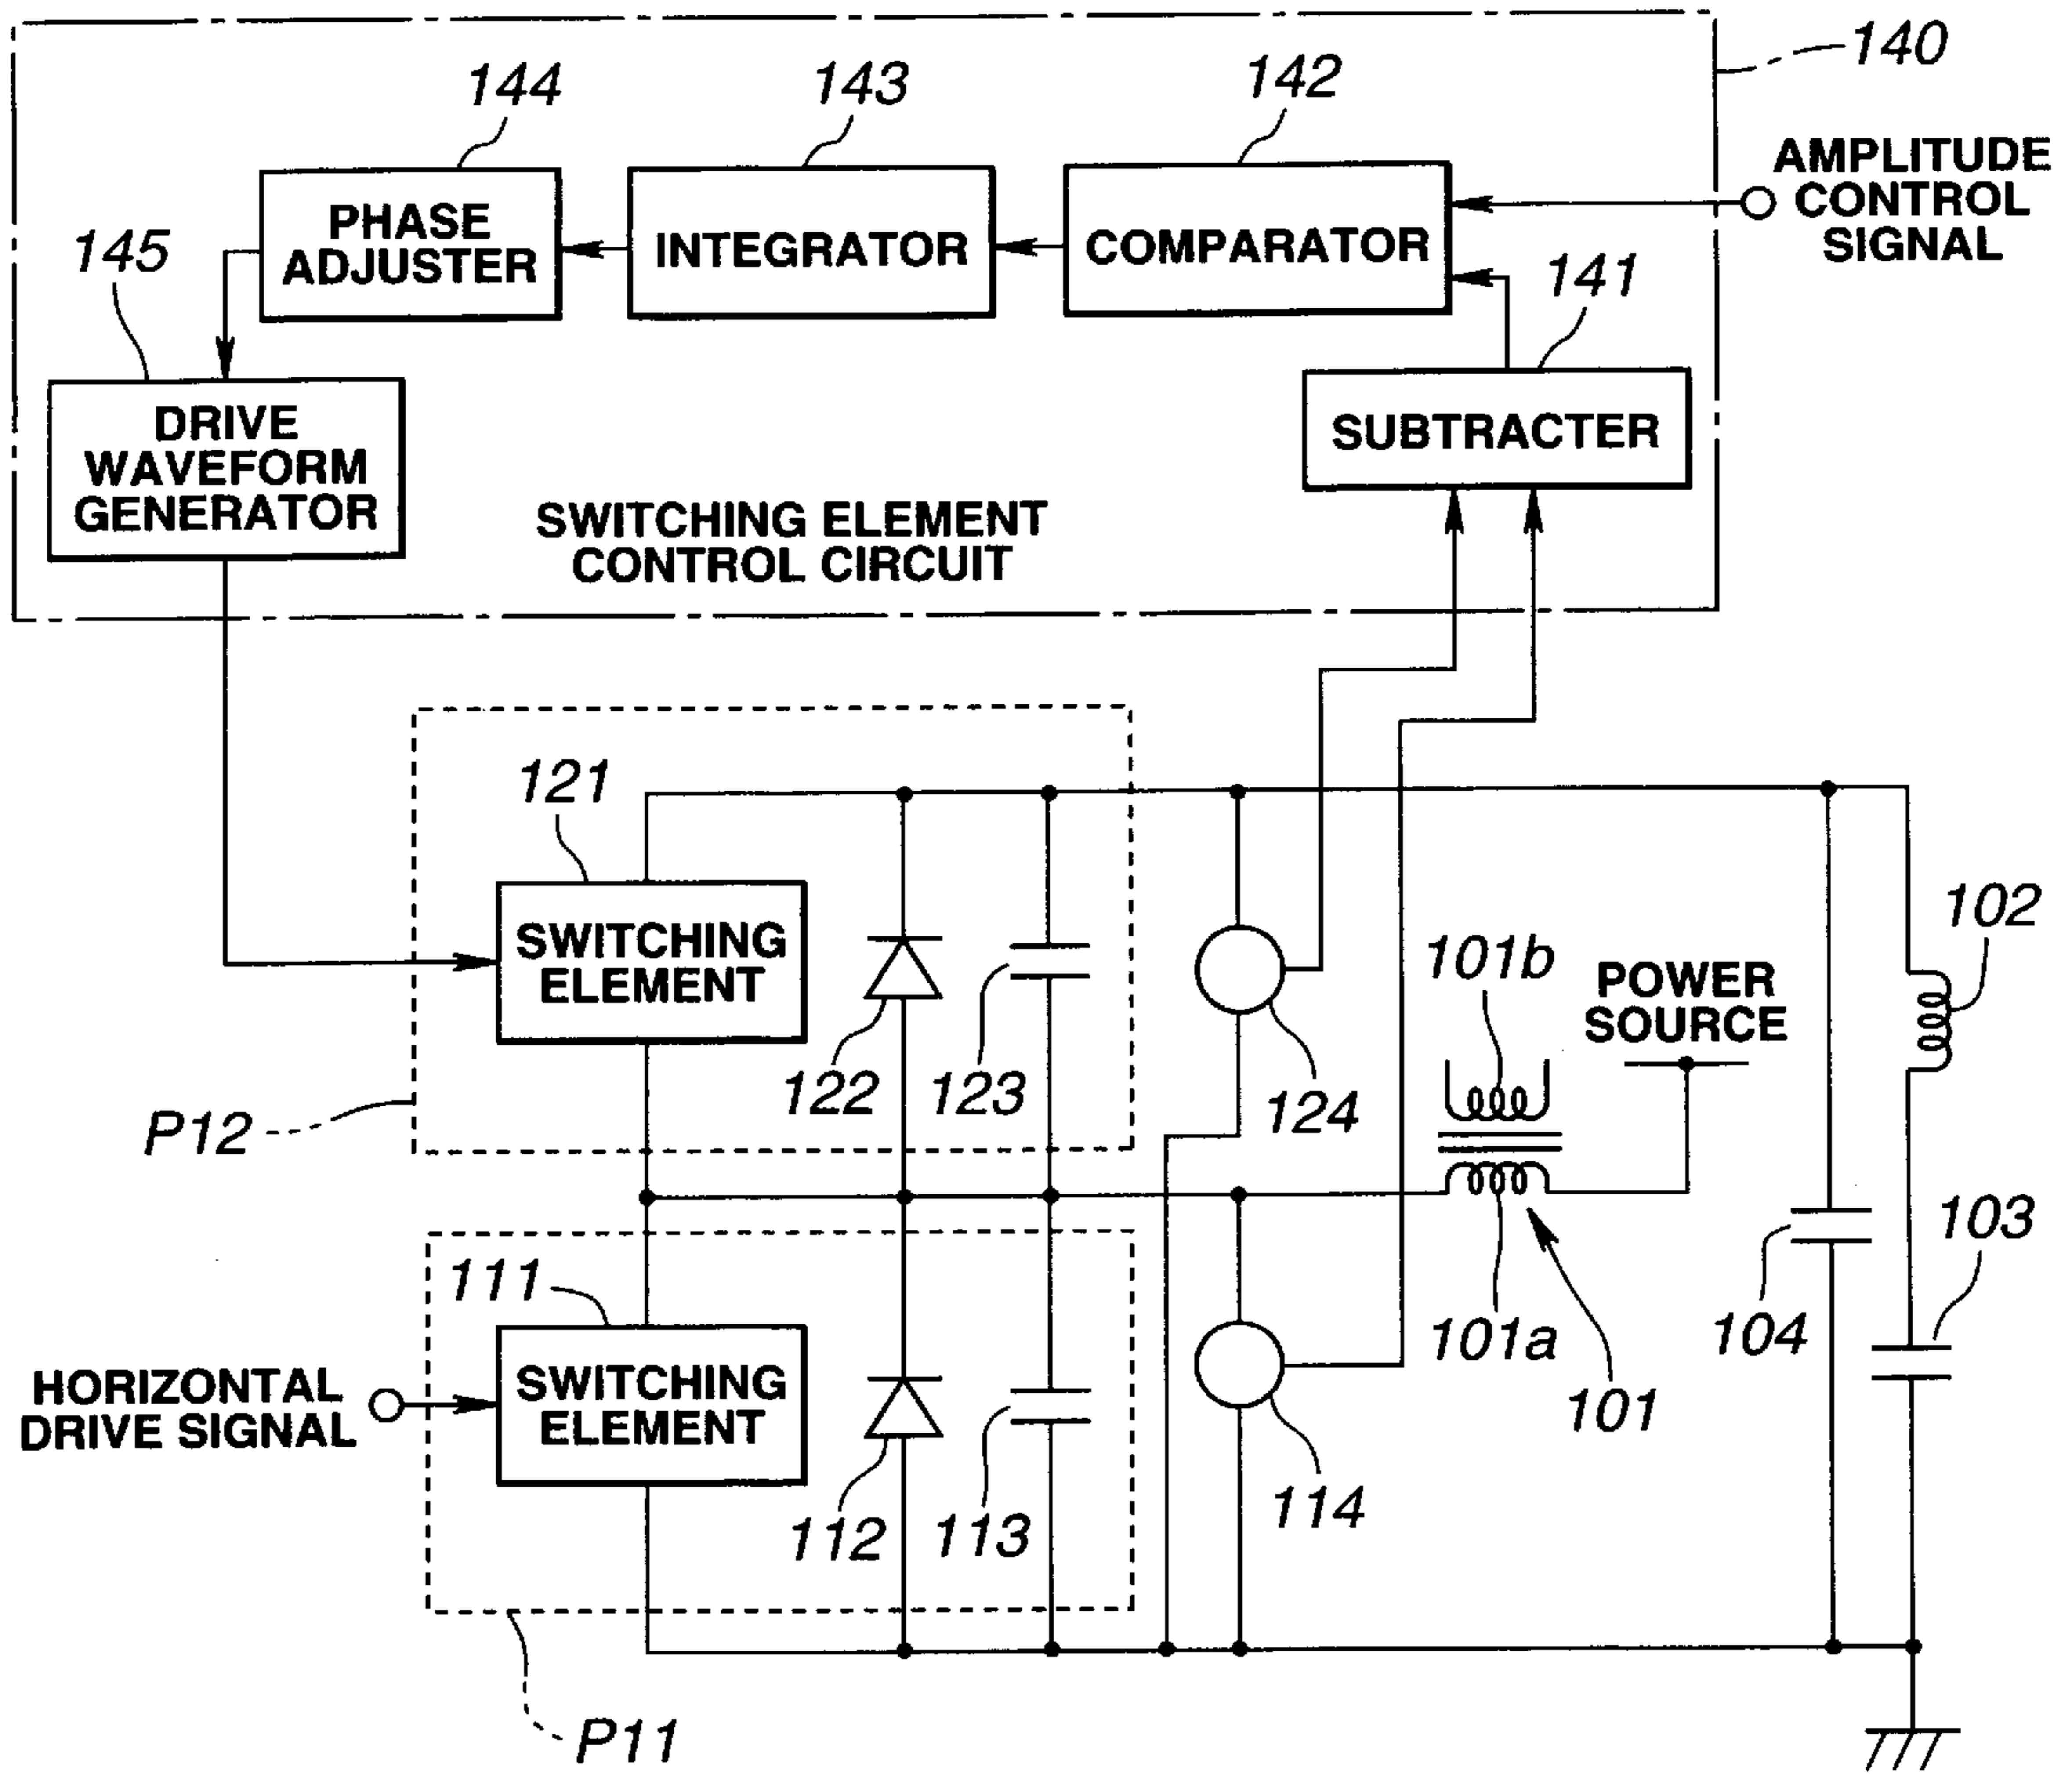 140
144
143
142
AMPLITUDE
CONTROL
SIGNAL
PHASE
ADJUSTER
INTEGRATOR
COMPARATOR
145
141
DRIVE
WAVEFORM
GENERATOR
SUBTRACTER
SWITCHING ELEMENT
CONTROL CIRCUIT
121
SWITCHING
ELEMENT
102
101b
POWER
SOURCE
122
123
124
P12
103
111
101a
104
SWITCHING
ELEMENT
HORIZONTAL
DRIVE SIGNAL
101
112
113
114
P11